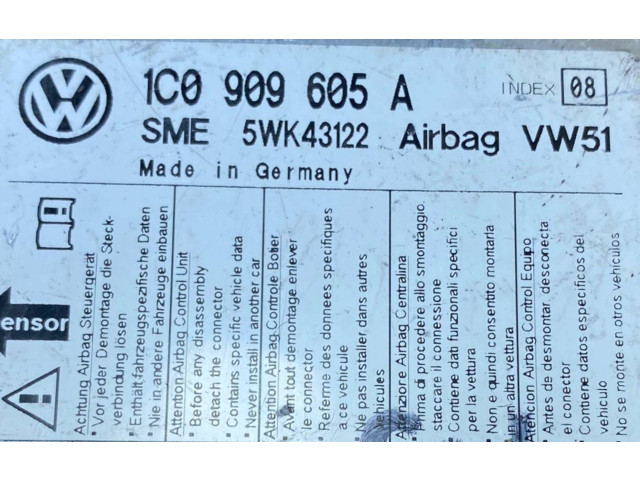 1C0 909 605 A
INDEX 08
SME 5WK43122 Airbag VW51
Made in Germany
ensor
Achtung Airbag Steuergerät
• Vor jeder Demontage die Steck-
verbindung lösen
• Enthält fahrzeugspezifische Daten
• Nie in andere Fahrzeuge einbauen
Attention Airbag Control Unit
• Before any disassembly
detach the connector
• Contains specific vehicle data
• Never install in another car
Attention Airbag Controle Boitier
• Avant tout demontage enlever
le connector
• Referme des donnees specifiques
a ce vehicule
• Ne pas installer dans autres
vehicules
Attenzione Airbag Centralina
• Prima di procedere allo smontaggio
staccare il connessione
• Contiene dati funzionali specifici
per la vettura
• Non e quindi consentito montarla
in un altra vettura
Atencion Airbag Control Equipo
• Antes de desmontar desconecta
el conector
• Contiene datos especificos del
vehiculo
• No se monte en otros vehiculos